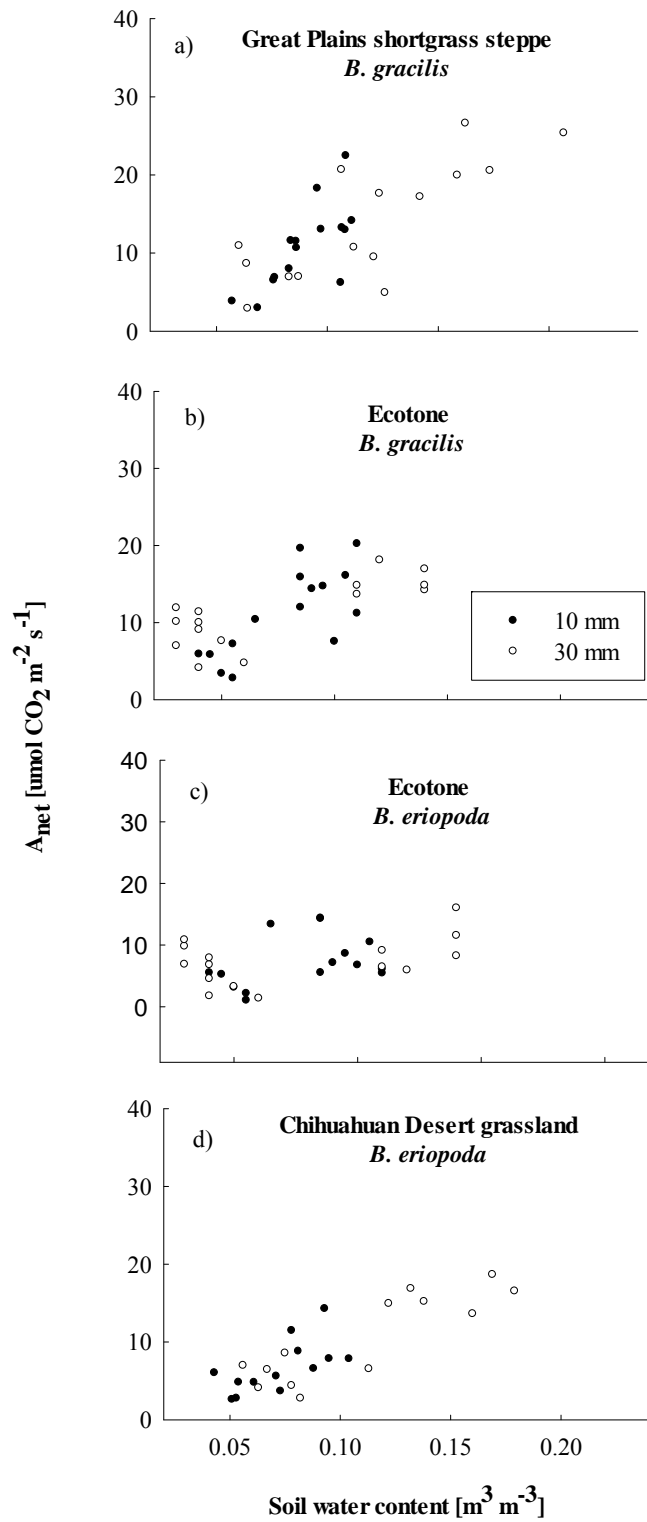 a)
Great Plains shortgrass steppe
B. gracilis
40
30
20
10
0
b)
Ecotone
B. gracilis
40
30
20
10
0
10 mm
30 mm
A_net [umol CO2 m-2 s-1]
c)
Ecotone
B. eriopoda
40
30
20
10
0
d)
Chihuahuan Desert grassland
B. eriopoda
40
30
20
10
0
0.05 0.10 0.15 0.20
Soil water content [m3 m-3]